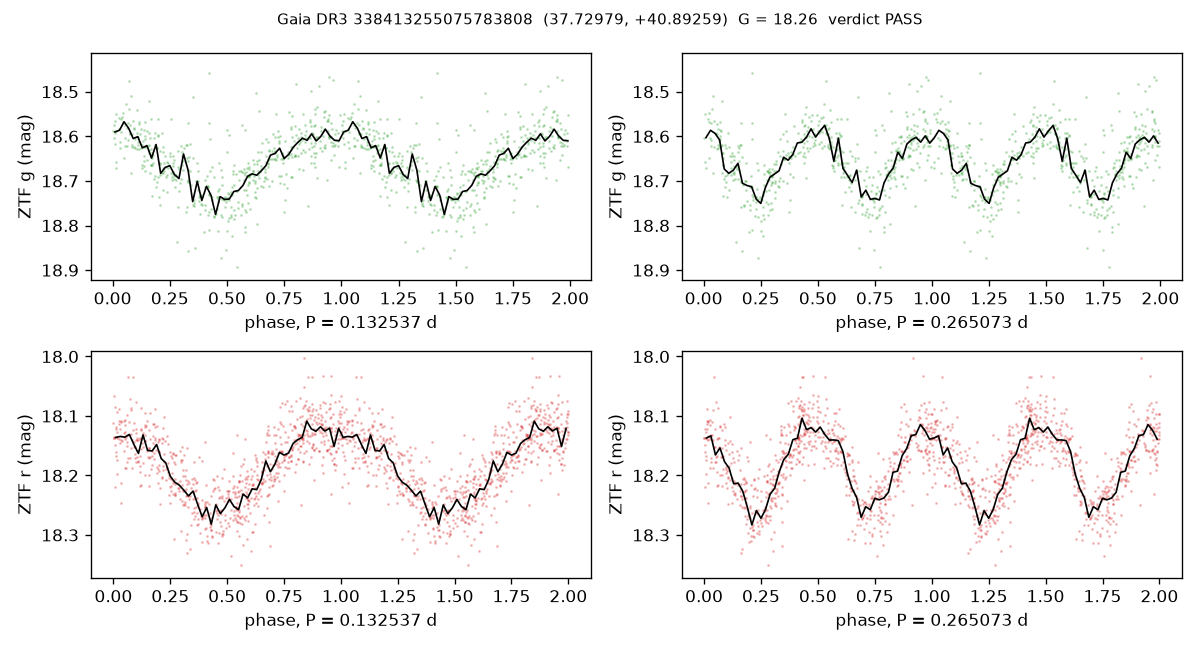 Gaia DR3 338413255075783808 (37.72979, +40.89259) G = 18.26 verdict PASS
ZTF g (mag)
18.5
18.6
18.7
18.8
18.9
0.00 0.25 0.50 0.75 1.00 1.25 1.50 1.75 2.00
phase, P = 0.132537 d
ZTF g (mag)
18.5
18.6
18.7
18.8
18.9
0.00 0.25 0.50 0.75 1.00 1.25 1.50 1.75 2.00
phase, P = 0.265073 d
ZTF r (mag)
18.0
18.1
18.2
18.3
0.00 0.25 0.50 0.75 1.00 1.25 1.50 1.75 2.00
phase, P = 0.132537 d
ZTF r (mag)
18.0
18.1
18.2
18.3
0.00 0.25 0.50 0.75 1.00 1.25 1.50 1.75 2.00
phase, P = 0.265073 d